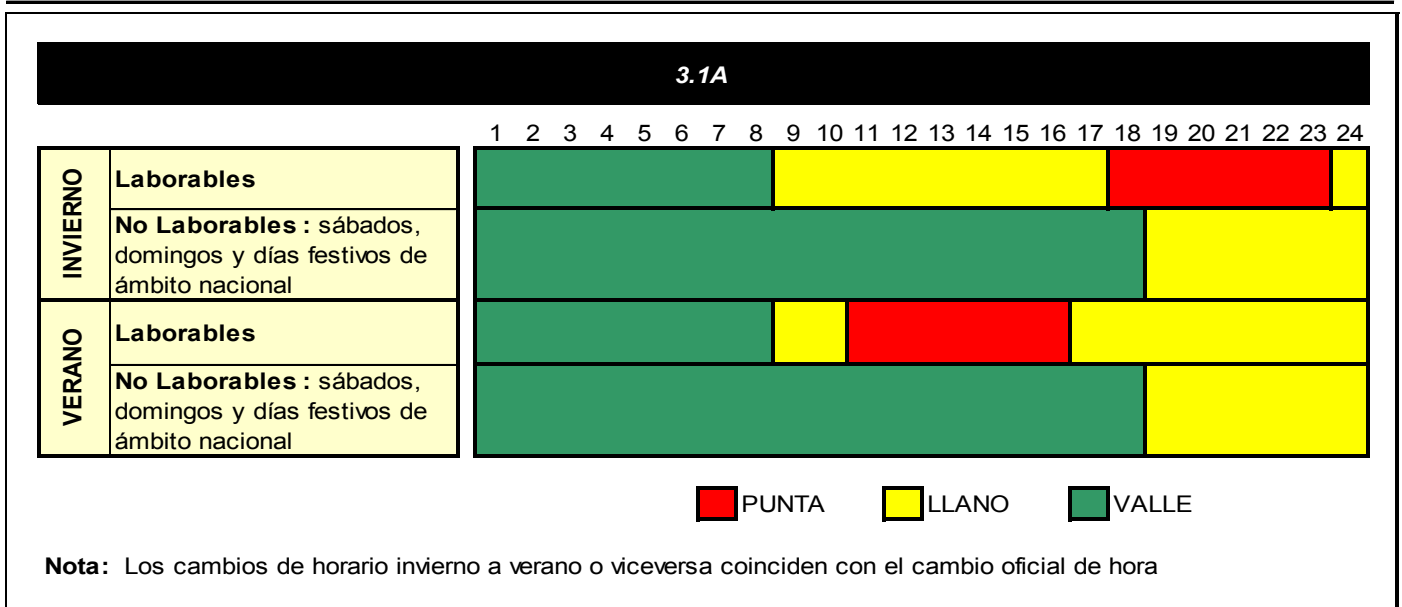 3.1A
1 2 3 4 5 6 7 8 9 10 11 12 13 14 15 16 17 18 19 20 21 22 23 24
INVIERNO
Laborables
No Laborables : sábados,
domingos y días festivos de
ámbito nacional
VERANO
Laborables
No Laborables : sábados,
domingos y días festivos de
ámbito nacional
PUNTA LLANO VALLE
Nota: Los cambios de horario invierno a verano o viceversa coinciden con el cambio oficial de hora